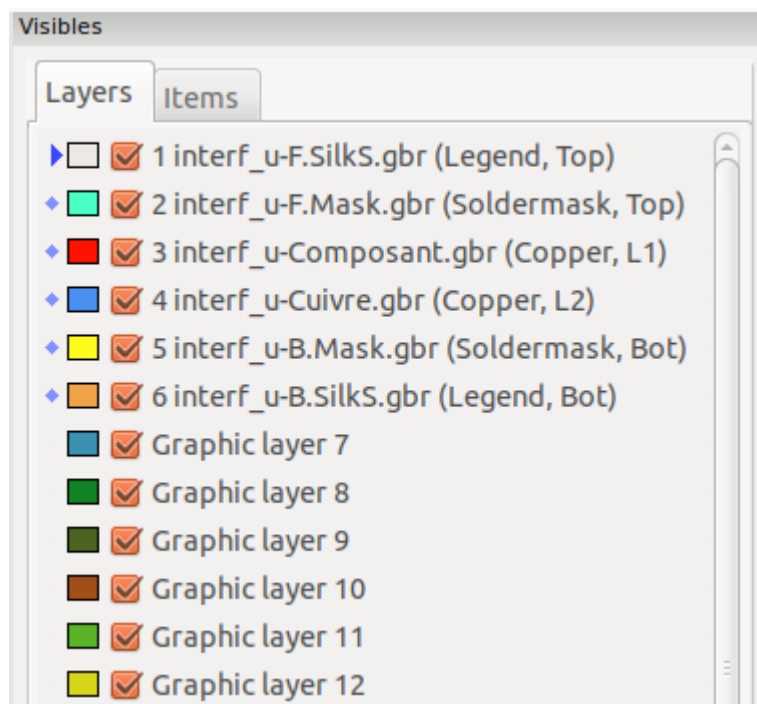 Visibles
Layers Items
1 interf_u-F.SilkS.gbr (Legend, Top)
2 interf_u-F.Mask.gbr (Soldermask, Top)
3 interf_u-Composant.gbr (Copper, L1)
4 interf_u-Cuivre.gbr (Copper, L2)
5 interf_u-B.Mask.gbr (Soldermask, Bot)
6 interf_u-B.SilkS.gbr (Legend, Bot)
Graphic layer 7
Graphic layer 8
Graphic layer 9
Graphic layer 10
Graphic layer 11
Graphic layer 12